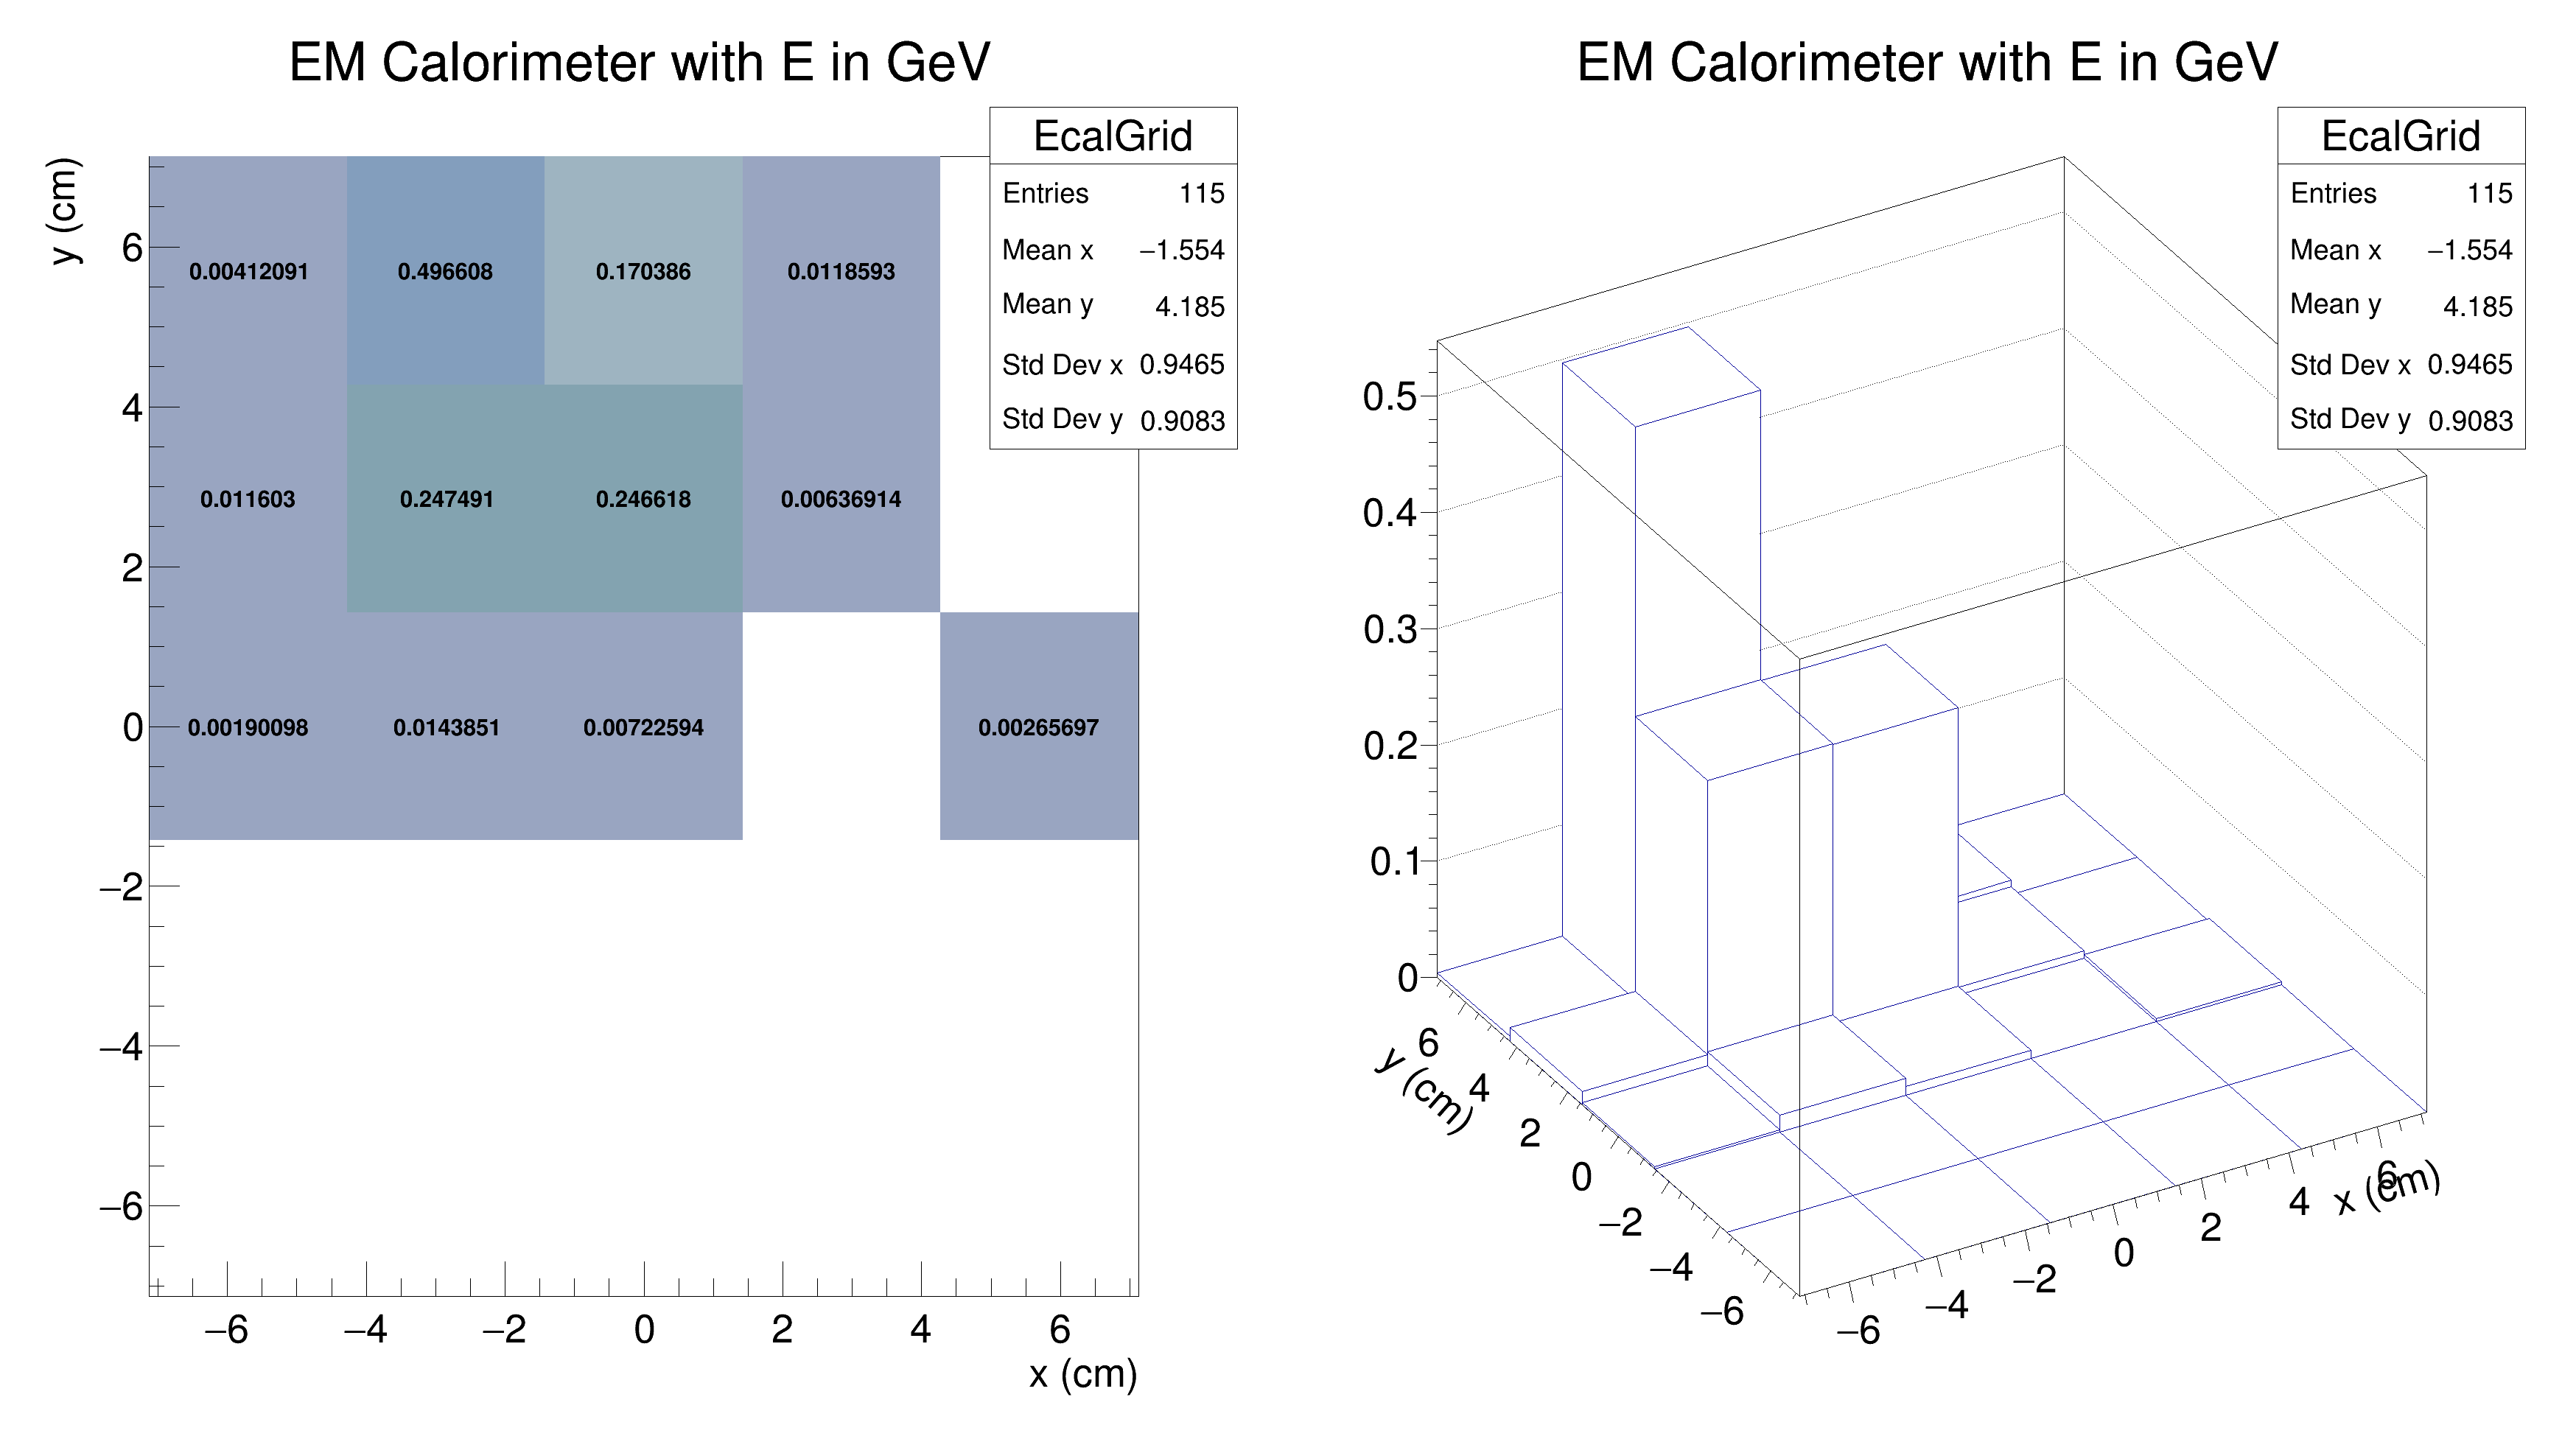 EM Calorimeter with E in GeV
EcalGrid
Entries 115
Mean x −1.554
Mean y 4.185
Std Dev x 0.9465
Std Dev y 0.9083
y (cm)
6
4
2
0
−2
−4
−6
0.00412091 0.496608 0.170386 0.0118593
0.011603 0.247491 0.246618 0.00636914
0.00190098 0.0143851 0.00722594 0.00265697
−6 −4 −2 0 2 4 6
x (cm)
EM Calorimeter with E in GeV
EcalGrid
Entries 115
Mean x −1.554
Mean y 4.185
Std Dev x 0.9465
Std Dev y 0.9083
0.5
0.4
0.3
0.2
0.1
0
y (cm)
6
4
2
0
−2
−4
−6
−6
−4
−2
0
2
4
6
x (cm)